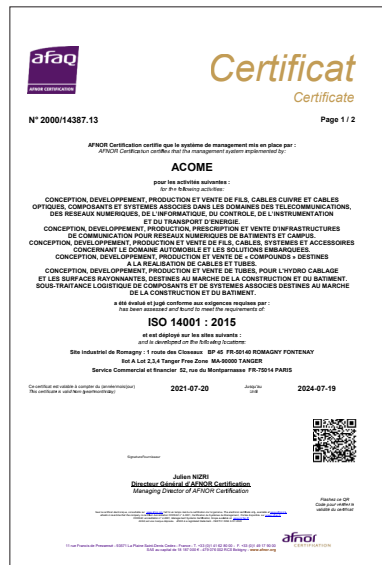 afaq
AFNOR CERTIFICATION
Certificat
Certificate
N° 2000/14387.13
Page 1 / 2
AFNOR Certification certifie que le système de management mis en place par :
AFNOR Certification certifies that the management system implemented by:
ACOME
pour les activités suivantes :
for the following activities:
CONCEPTION, DEVELOPPEMENT, PRODUCTION ET VENTE DE FILS, CABLES CUIVRE ET CABLES
OPTIQUES, COMPOSANTS ET SYSTEMES ASSOCIES DANS LES DOMAINES DES TELECOMMUNICATIONS,
DES RESEAUX NUMERIQUES, DE L'INFORMATIQUE, DU CONTROLE, DE L'INSTRUMENTATION
ET DU TRANSPORT D'ENERGIE.
CONCEPTION, DEVELOPPEMENT, PRODUCTION, PRESCRIPTION ET VENTE D'INFRASTRUCTURES
DE COMMUNICATION POUR RESEAUX NUMERIQUES DE BATIMENTS ET CAMPUS.
CONCEPTION, DEVELOPPEMENT, PRODUCTION ET VENTE DE FILS, CABLES, SYSTEMES ET ACCESSOIRES
CONCERNANT LE DOMAINE AUTOMOBILE ET LES SOLUTIONS EMBARQUEES.
CONCEPTION, DEVELOPPEMENT, PRODUCTION ET VENTE DE « COMPOUNDS » DESTINES
A LA REALISATION DE CABLES ET TUBES.
CONCEPTION, DEVELOPPEMENT, PRODUCTION ET VENTE DE TUBES, POUR L'HYDRO CABLAGE
ET LES SURFACES RAYONNANTES, DESTINES AU MARCHE DE LA CONSTRUCTION ET DU BATIMENT.
SOUS-TRAITANCE LOGISTIQUE DE COMPOSANTS ET DE SYSTEMES ASSOCIES DESTINES AU MARCHE
DE LA CONSTRUCTION ET DU BATIMENT.
a été évalué et jugé conforme aux exigences requises par :
has been assessed and found to meet the requirements of:
ISO 14001 : 2015
et est déployé sur les sites suivants :
and is developed on the following locations:
Site industriel de Romagny : 1 route des Closeaux BP 45 FR-50140 ROMAGNY FONTENAY
Ilot A Lot 2,3,4 Tanger Free Zone MA-90000 TANGER
Service Commercial et financier 52, rue du Montparnasse FR-75014 PARIS
Ce certificat est valable à compter du (année/mois/jour)
This certificate is valid from (year/month/day)
2021-07-20
Jusqu'au
Until
2024-07-19
SignatureFournisseur
Julien NIZRI
Directeur Général d'AFNOR Certification
Managing Director of AFNOR Certification
Flashez ce QR
Code pour vérifier la
validité du certificat
afnor
CERTIFICATION